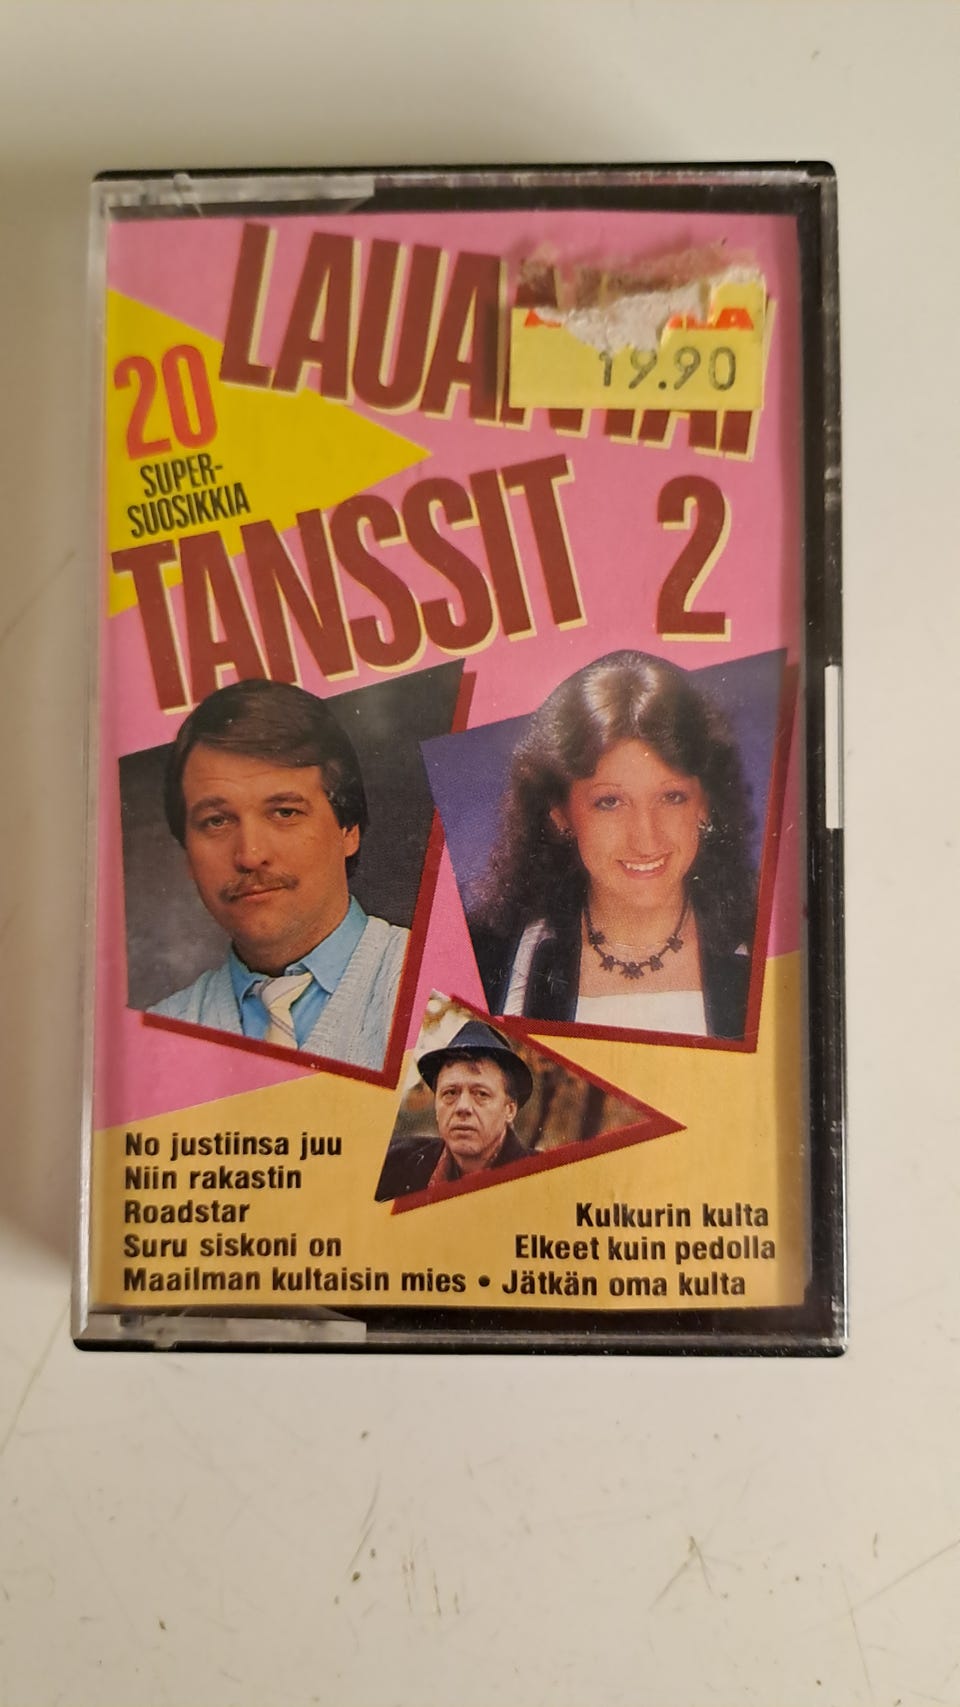 LAUANTAI
19.90
20
SUPER-
SUOSIKKIA
TANSSIT 2
No justiinsa juu
Niin rakastin
Roadstar
Suru siskoni on
Maailman kultaisin mies • Jätkän oma kulta
Kulkurin kulta
Elkeet kuin pedolla